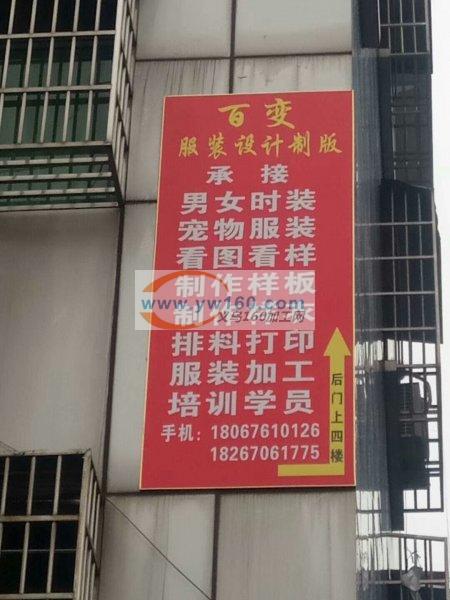 百变
服装设计制版
承接
男女时装
宠物服装
看图看样
制作样板
www.yw160.com
义乌160加工网
排料打印
服装加工
培训学员
手机：18067610126
18267061775
后门上四楼